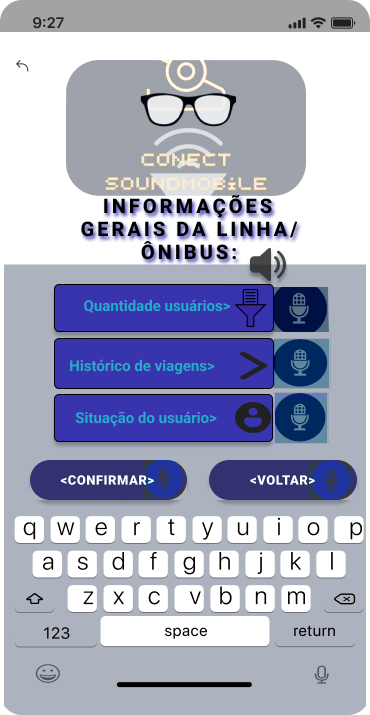 9:27
CONECT
SOUNDMOBILE
INFORMAÇÕES
GERAIS DA LINHA/
ÔNIBUS:
Quantidade usuários>
Histórico de viagens>
Situação do usuário>
<CONFIRMAR> <VOLTAR>
q w e r t y u i o p
a s d f g h j k l
z x c v b n m
123 space return